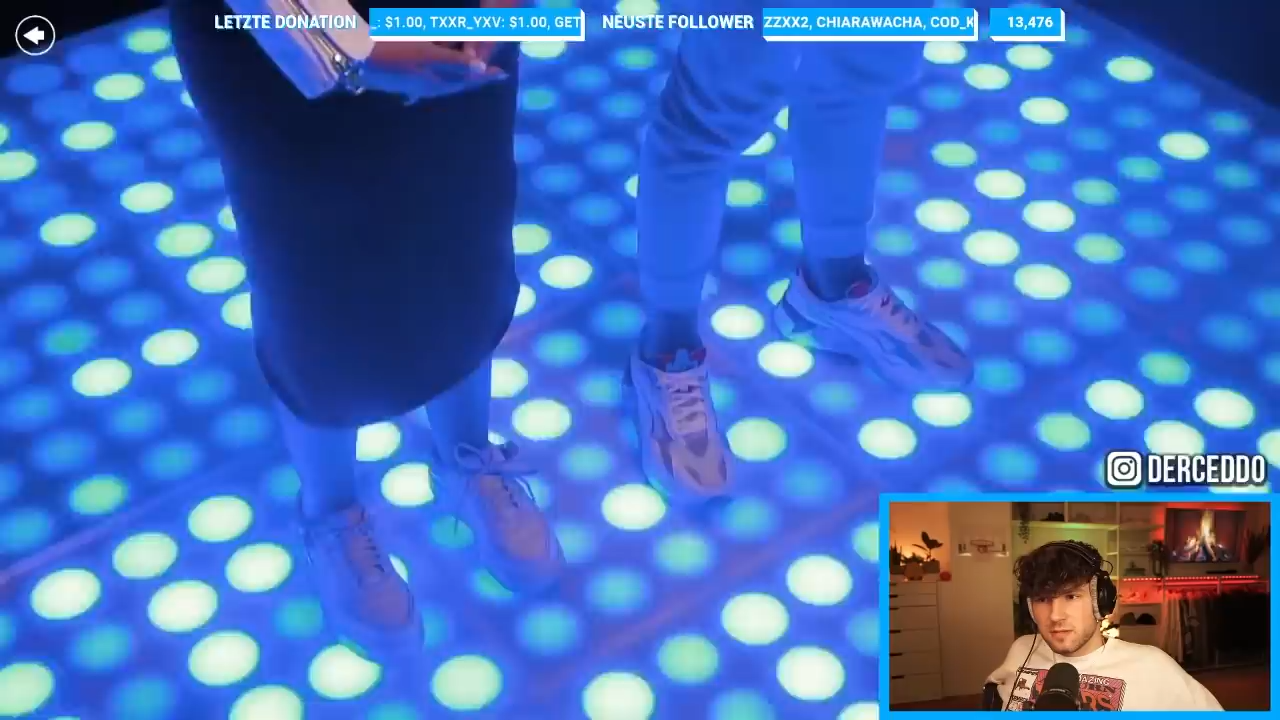 LETZTE DONATION
_: $1.00, TXXR_YXV: $1.00, GET
NEUSTE FOLLOWER
ZZXX2, CHIARAWACHA, COD_K
13,476
DERCEDDO